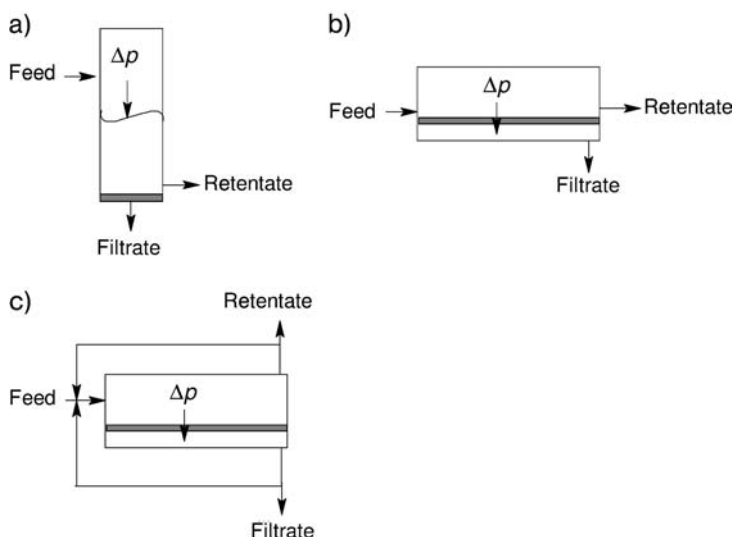 a)
Δp
Feed
Retentate
Filtrate
b)
Δp
Feed
Retentate
Filtrate
c)
Retentate
Feed
Δp
Filtrate